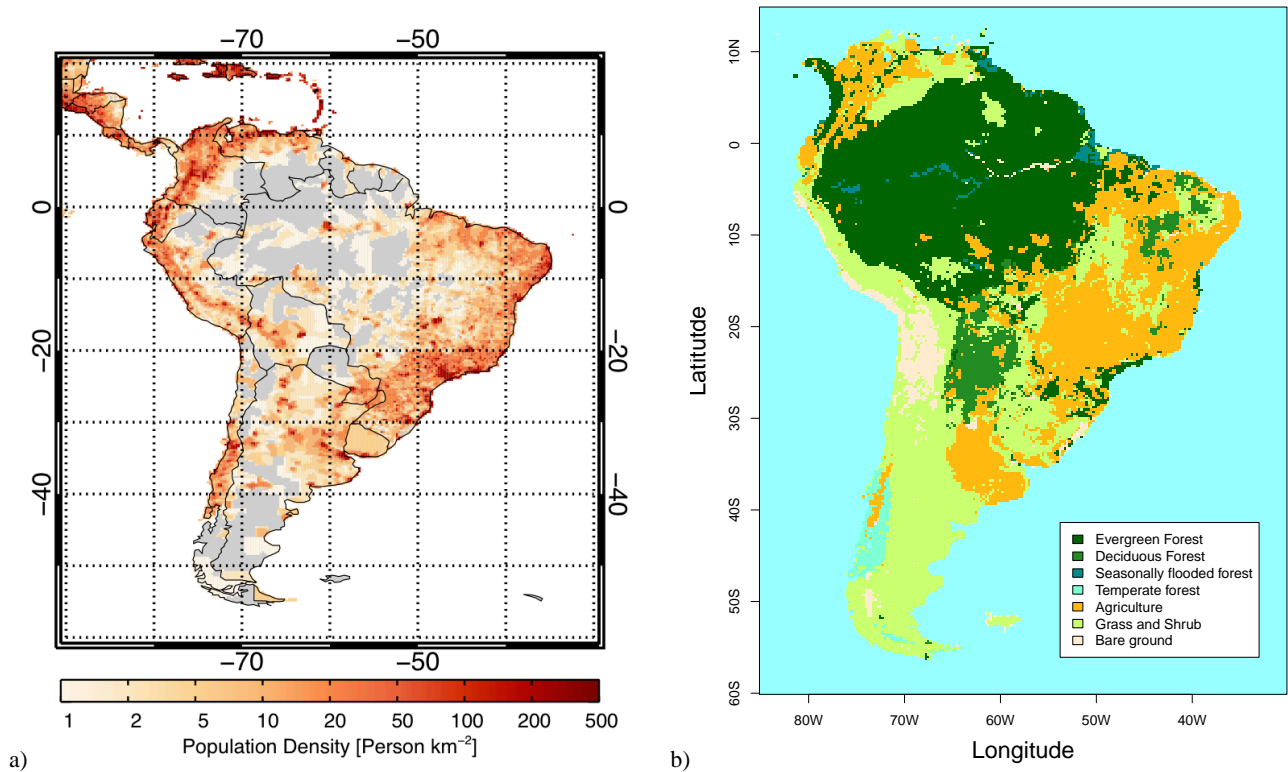 −70 −50
0 0
−20 −20
−40 −40
−70 −50
1 2 5 10 20 50 100 200 500
Population Density [Person km⁻²]
a)
10N
0
10S
20S
30S
40S
50S
60S
Latitutde
Evergreen Forest
Deciduous Forest
Seasonally flooded forest
Temperate forest
Agriculture
Grass and Shrub
Bare ground
80W 70W 60W 50W 40W
Longitude
b)